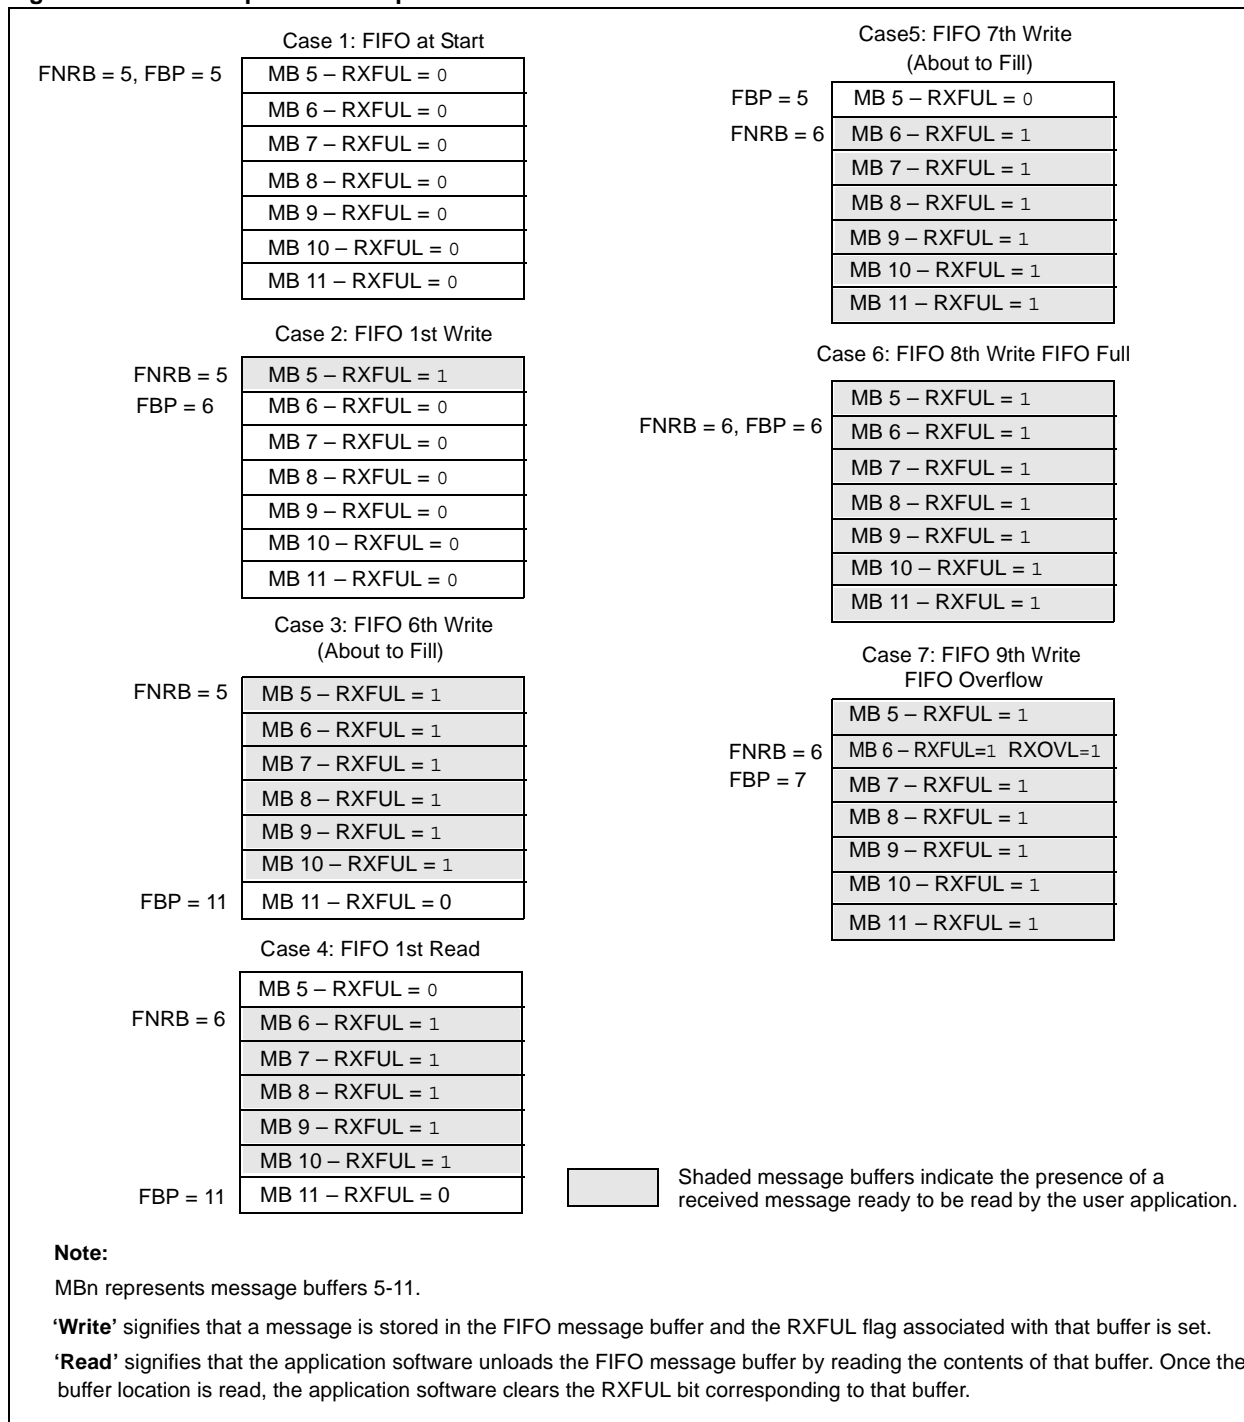 Case 1: FIFO at Start
FNRB = 5, FBP = 5
MB 5 – RXFUL = 0
MB 6 – RXFUL = 0
MB 7 – RXFUL = 0
MB 8 – RXFUL = 0
MB 9 – RXFUL = 0
MB 10 – RXFUL = 0
MB 11 – RXFUL = 0
Case 2: FIFO 1st Write
FNRB = 5
MB 5 – RXFUL = 1
FBP = 6
MB 6 – RXFUL = 0
MB 7 – RXFUL = 0
MB 8 – RXFUL = 0
MB 9 – RXFUL = 0
MB 10 – RXFUL = 0
MB 11 – RXFUL = 0
Case 3: FIFO 6th Write
(About to Fill)
FNRB = 5
MB 5 – RXFUL = 1
MB 6 – RXFUL = 1
MB 7 – RXFUL = 1
MB 8 – RXFUL = 1
MB 9 – RXFUL = 1
MB 10 – RXFUL = 1
FBP = 11
MB 11 – RXFUL = 0
Case 4: FIFO 1st Read
MB 5 – RXFUL = 0
FNRB = 6
MB 6 – RXFUL = 1
MB 7 – RXFUL = 1
MB 8 – RXFUL = 1
MB 9 – RXFUL = 1
MB 10 – RXFUL = 1
FBP = 11
MB 11 – RXFUL = 0
Case5: FIFO 7th Write
(About to Fill)
FBP = 5
MB 5 – RXFUL = 0
FNRB = 6
MB 6 – RXFUL = 1
MB 7 – RXFUL = 1
MB 8 – RXFUL = 1
MB 9 – RXFUL = 1
MB 10 – RXFUL = 1
MB 11 – RXFUL = 1
Case 6: FIFO 8th Write FIFO Full
MB 5 – RXFUL = 1
FNRB = 6, FBP = 6
MB 6 – RXFUL = 1
MB 7 – RXFUL = 1
MB 8 – RXFUL = 1
MB 9 – RXFUL = 1
MB 10 – RXFUL = 1
MB 11 – RXFUL = 1
Case 7: FIFO 9th Write
FIFO Overflow
MB 5 – RXFUL = 1
FNRB = 6
MB 6 – RXFUL=1 RXOVL=1
FBP = 7
MB 7 – RXFUL = 1
MB 8 – RXFUL = 1
MB 9 – RXFUL = 1
MB 10 – RXFUL = 1
MB 11 – RXFUL = 1
Shaded message buffers indicate the presence of a
received message ready to be read by the user application.
Note:
MBn represents message buffers 5-11.
‘Write’ signifies that a message is stored in the FIFO message buffer and the RXFUL flag associated with that buffer is set.
‘Read’ signifies that the application software unloads the FIFO message buffer by reading the contents of that buffer. Once the
buffer location is read, the application software clears the RXFUL bit corresponding to that buffer.